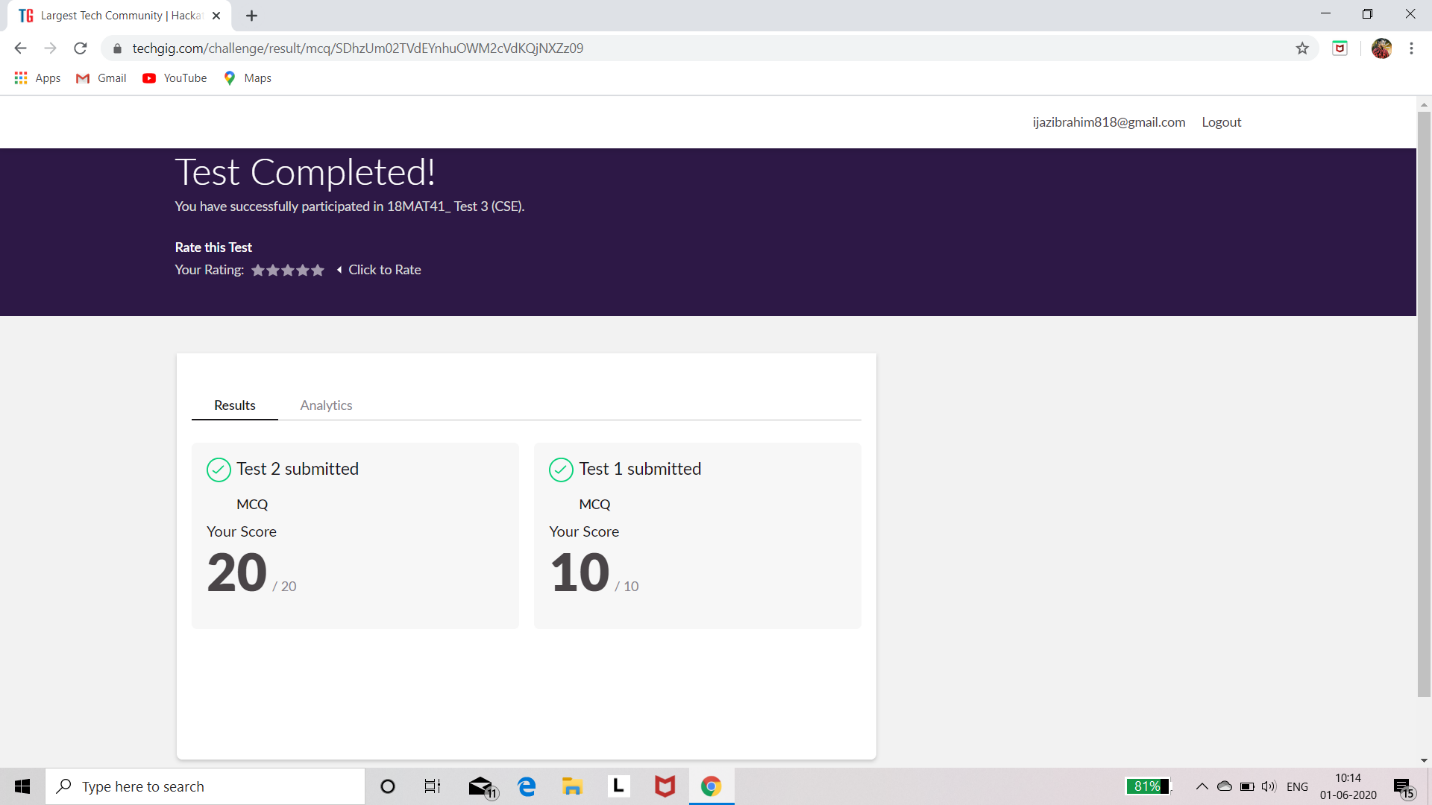 TG Largest Tech Community | Hacka
techgig.com/challenge/result/mcq/SDhzUm02TVdEYnhuOWM2cVdKQjNXZz09
Apps Gmail YouTube Maps
ijazibrahim818@gmail.com Logout
Test Completed!
You have successfully participated in 18MAT41_ Test 3 (CSE).
Rate this Test
Your Rating: Click to Rate
Results Analytics
Test 2 submitted
MCQ
Your Score
20 / 20
Test 1 submitted
MCQ
Your Score
10 / 10
Type here to search
11
L
81%
ENG
10:14
01-06-2020
15